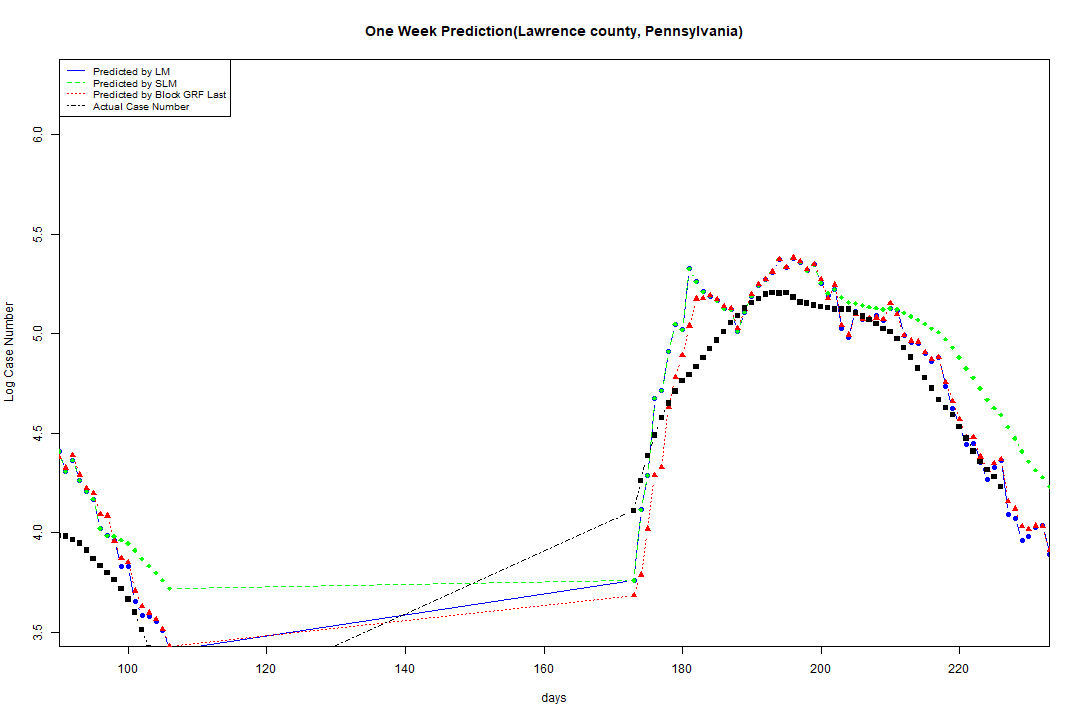 One Week Prediction(Lawrence county, Pennsylvania)
Predicted by LM
Predicted by SLM
Predicted by Block GRF Last
Actual Case Number
Log Case Number
6.0
5.5
5.0
4.5
4.0
3.5
100 120 140 160 180 200 220
days